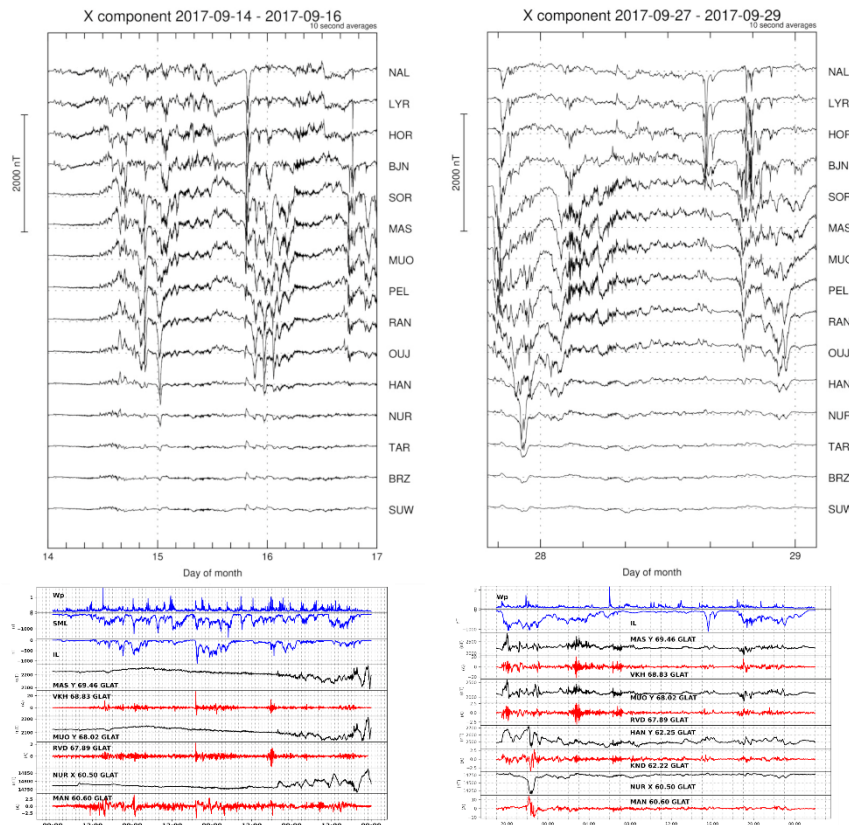 X component 2017-09-14 - 2017-09-16
10 second averages
2000 nT
NAL
LYR
HOR
BJN
SOR
MAS
MUO
PEL
RAN
OUJ
HAN
NUR
TAR
BRZ
SUW
14 15 16 17
Day of month
X component 2017-09-27 - 2017-09-29
10 second averages
2000 nT
NAL
LYR
HOR
BJN
SOR
MAS
MUO
PEL
RAN
OUJ
HAN
NUR
TAR
BRZ
SUW
28 29
Day of month
Wp
SML
IL
MAS Y 69.46 GLAT
VKH 68.83 GLAT
MUO Y 68.02 GLAT
RVD 67.89 GLAT
NUR X 60.50 GLAT
MAN 60.60 GLAT
Wp
IL
MAS Y 69.46 GLAT
VKH 68.83 GLAT
MUO Y 68.02 GLAT
RVD 67.89 GLAT
HAN Y 62.25 GLAT
KND 62.22 GLAT
NUR X 60.50 GLAT
MAN 60.60 GLAT